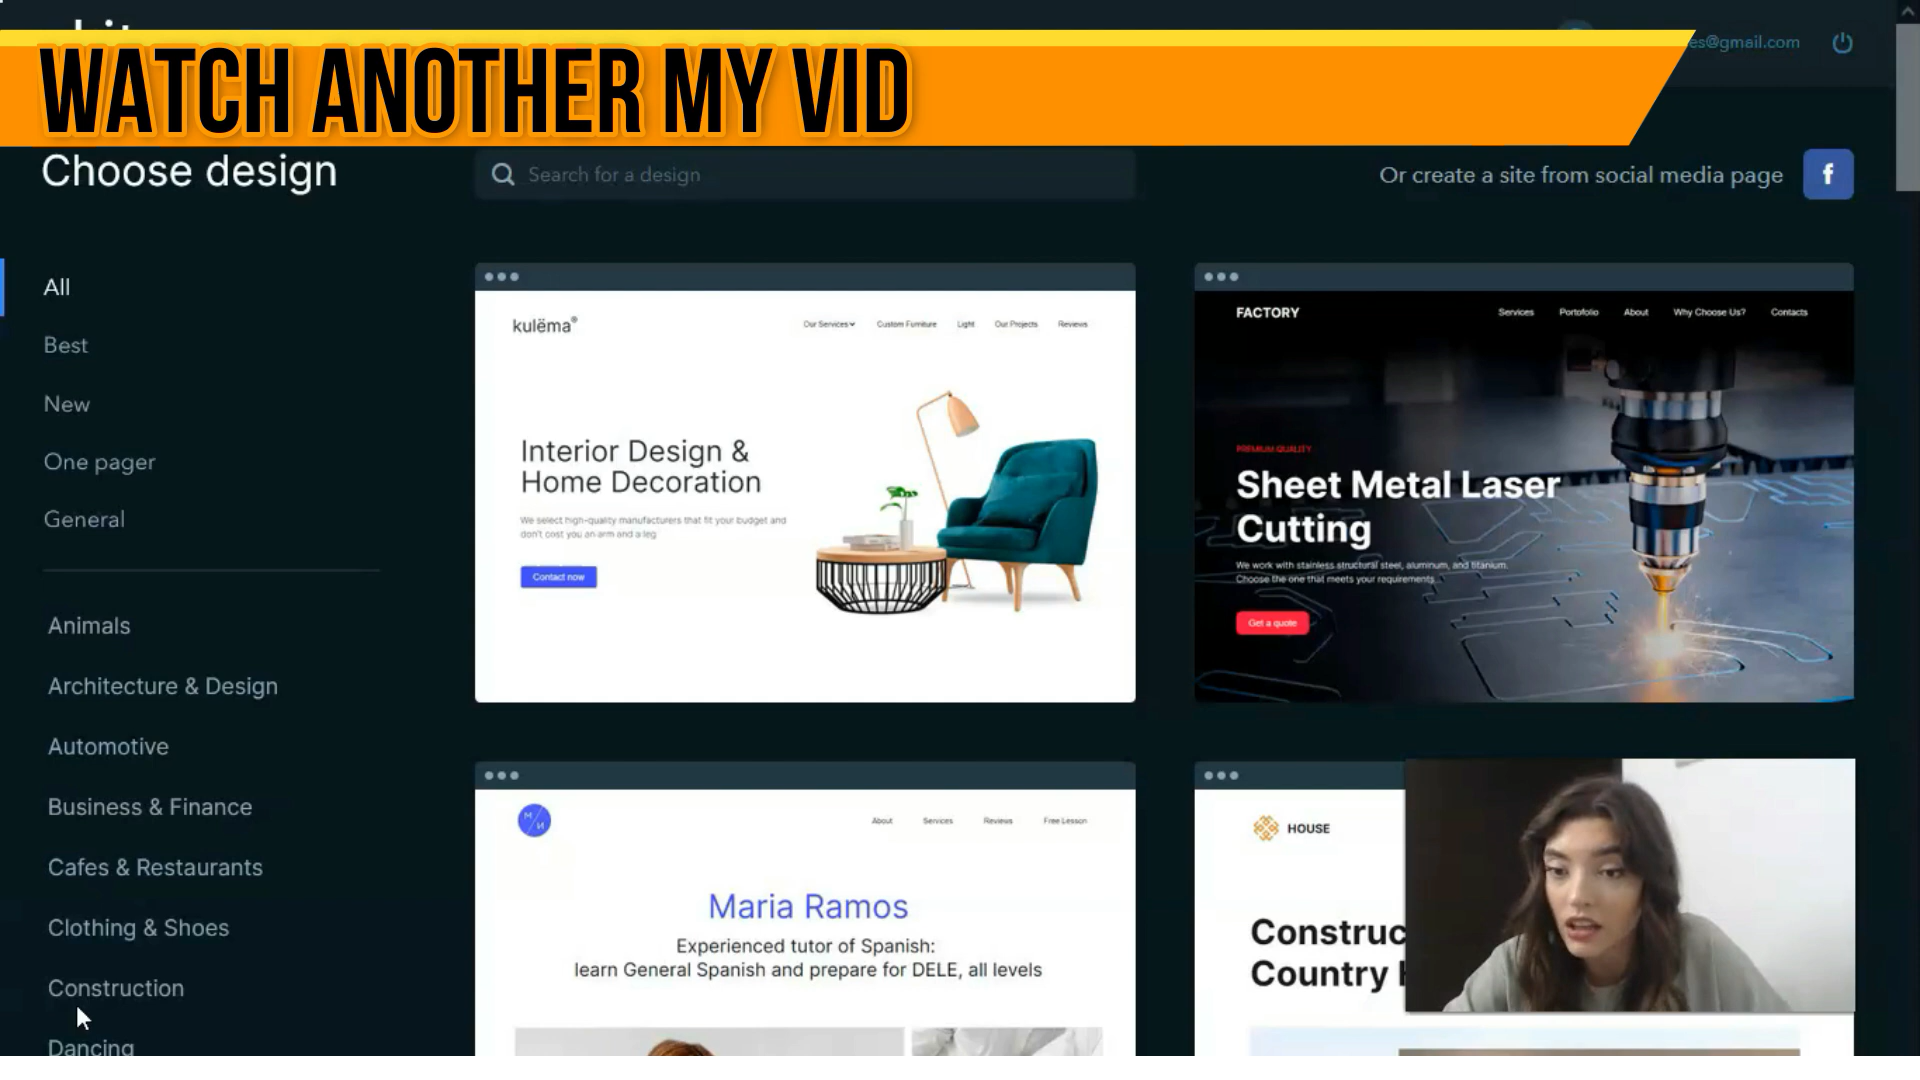 WATCH ANOTHER MY VID
es@gmail.com
Choose design
Search for a design
Or create a site from social media page
f
All
Best
New
One pager
General
Animals
Architecture & Design
Automotive
Business & Finance
Cafes & Restaurants
Clothing & Shoes
Construction
Dancing
kulëma®
Our Services
Custom Furniture
Light
Our Projects
Reviews
Interior Design &
Home Decoration
We select high-quality manufacturers that fit your budget and
don't cost you an arm and a leg
Contact now
FACTORY
Services
Portofolio
About
Why Choose Us?
Contacts
PREMIUM QUALITY
Sheet Metal Laser
Cutting
We work with stainless structural steel, aluminum, and titanium.
Choose the one that meets your requirements.
Get a quote
M
И
About
Services
Reviews
Free Lesson
Maria Ramos
Experienced tutor of Spanish:
learn General Spanish and prepare for DELE, all levels
HOUSE
Construc
Country